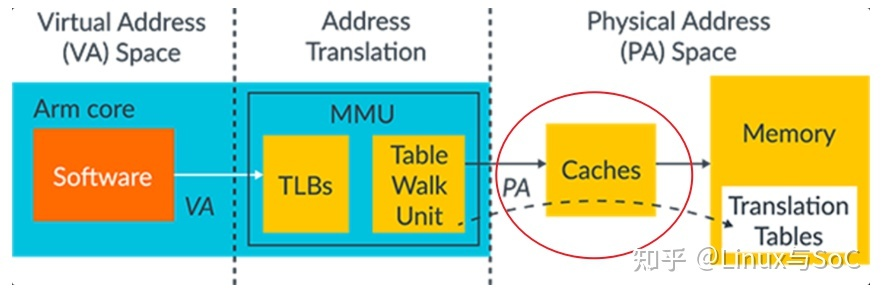 Virtual Address
(VA) Space
Address
Translation
Physical Address
(PA) Space
Arm core
Software
VA
MMU
TLBs
Table
Walk
Unit
PA
Caches
Memory
Translation
Tables
知乎 @Linux与SoC